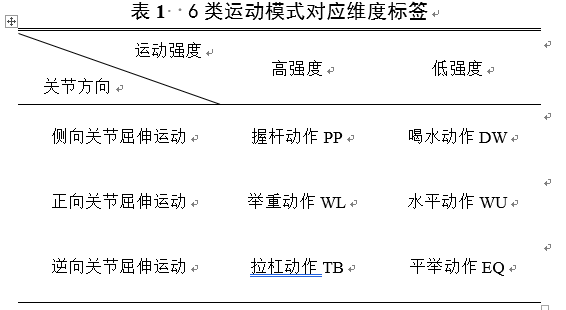 表 1 6 类运动模式对应维度标签
运动强度
关节方向
高强度
低强度
侧向关节屈伸运动 握杆动作 PP 喝水动作 DW
正向关节屈伸运动 举重动作 WL 水平动作 WU
逆向关节屈伸运动 拉杠动作 TB 平举动作 EQ